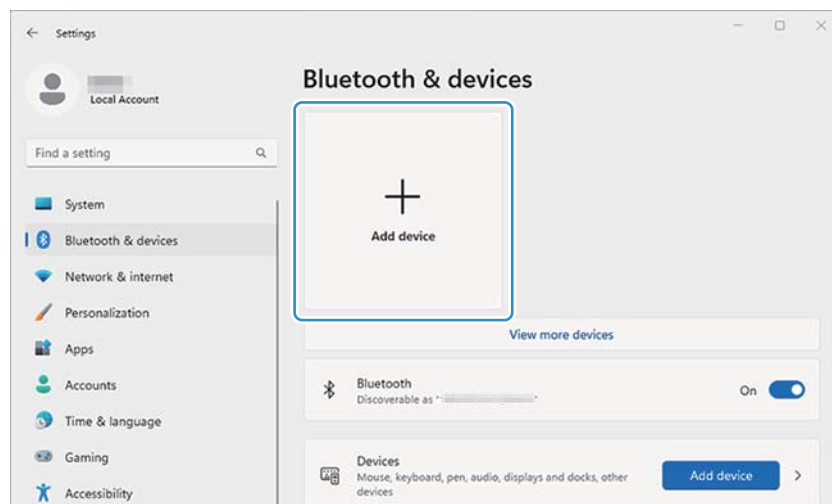 Settings
Local Account
Find a setting
System
Bluetooth & devices
Network & internet
Personalization
Apps
Accounts
Time & language
Gaming
Accessibility
Bluetooth & devices
Add device
View more devices
Bluetooth
Discoverable as "
On
Devices
Mouse, keyboard, pen, audio, displays and docks, other
devices
Add device